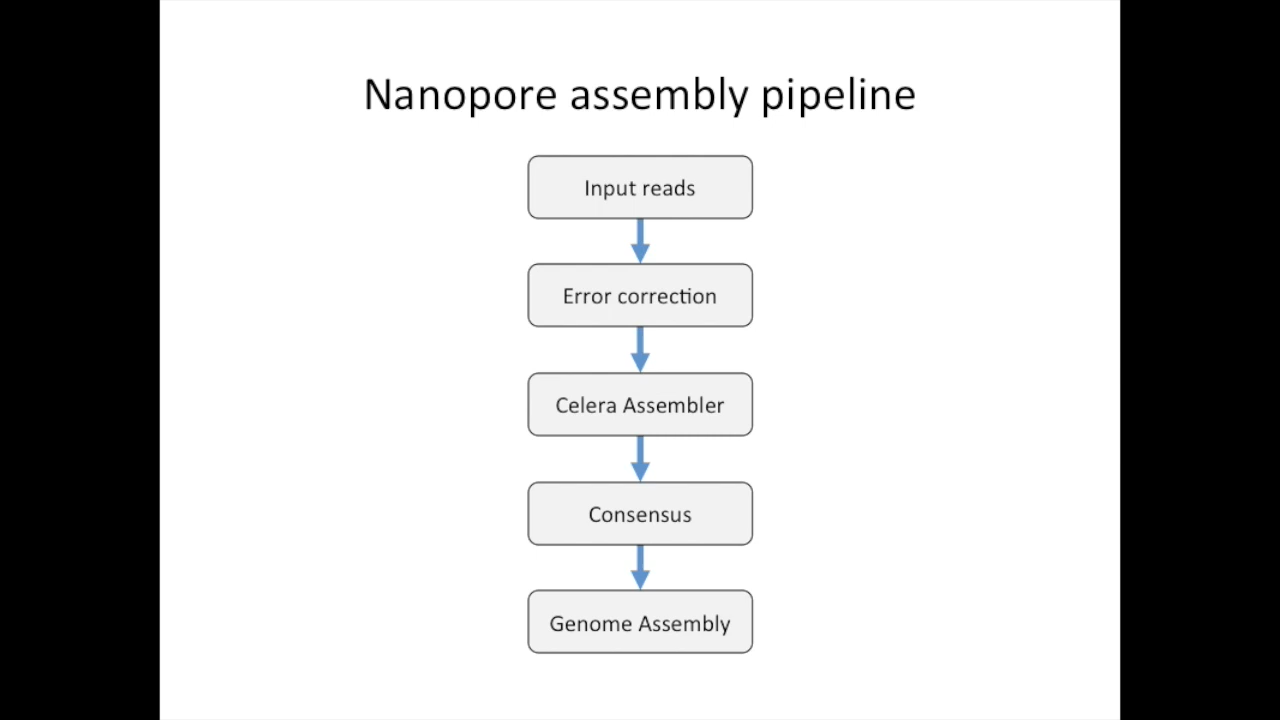 Nanopore assembly pipeline
Input reads
Error correction
Celera Assembler
Consensus
Genome Assembly